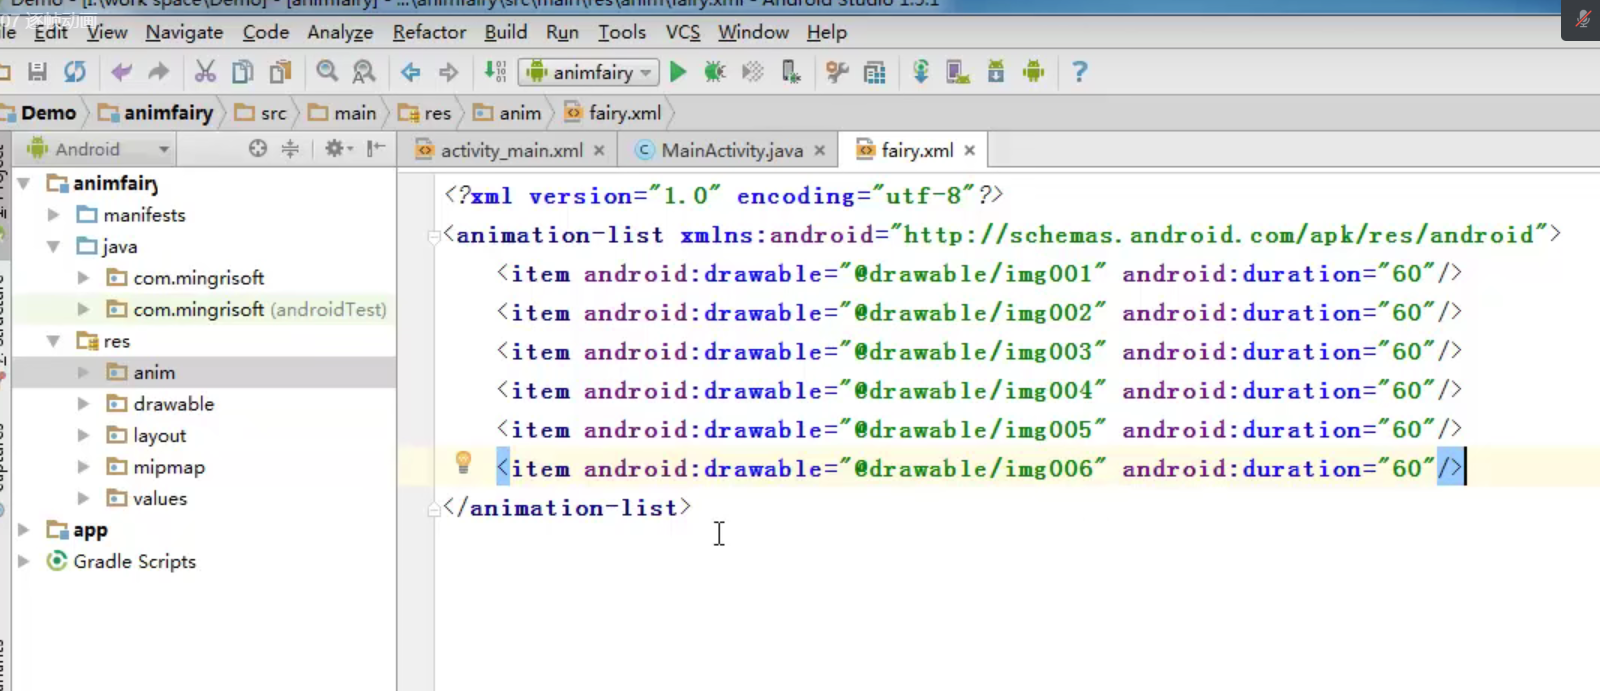 07 逐帧动画
Demo - [I:\work space\Demo] - [animfairy] - ...\animfairy\src\main\res\anim\fairy.xml - Android Studio 1.5.1
Edit View Navigate Code Analyze Refactor Build Run Tools VCS Window Help
animfairy
Demo animfairy src main res anim fairy.xml
Android
activity_main.xml MainActivity.java fairy.xml
animfairy
manifests
java
com.mingrisoft
com.mingrisoft (androidTest)
res
anim
drawable
layout
mipmap
values
app
Gradle Scripts
<?xml version="1.0" encoding="utf-8"?>
<animation-list xmlns:android="http://schemas.android.com/apk/res/android">
<item android:drawable="@drawable/img001" android:duration="60"/>
<item android:drawable="@drawable/img002" android:duration="60"/>
<item android:drawable="@drawable/img003" android:duration="60"/>
<item android:drawable="@drawable/img004" android:duration="60"/>
<item android:drawable="@drawable/img005" android:duration="60"/>
<item android:drawable="@drawable/img006" android:duration="60"/>
</animation-list>